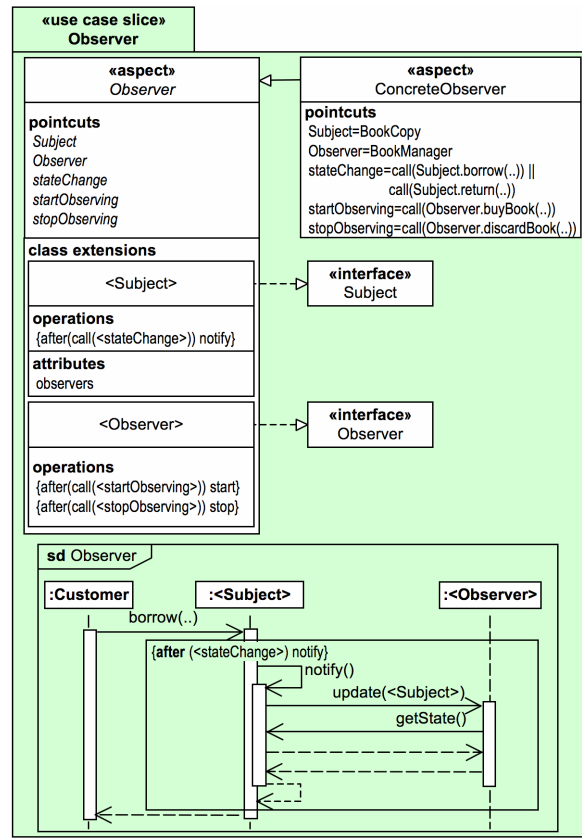 «use case slice»
Observer
«aspect»
Observer
pointcuts
Subject
Observer
stateChange
startObserving
stopObserving
class extensions
<Subject>
operations
{after(call(<stateChange>)) notify}
attributes
observers
<Observer>
operations
{after(call(<startObserving>)) start}
{after(call(<stopObserving>)) stop}
«aspect»
ConcreteObserver
pointcuts
Subject=BookCopy
Observer=BookManager
stateChange=call(Subject.borrow(..)) ||
call(Subject.return(..))
startObserving=call(Observer.buyBook(..))
stopObserving=call(Observer.discardBook(..))
«interface»
Subject
«interface»
Observer
sd Observer
:Customer
:<Subject>
:<Observer>
borrow(..)
{after (<stateChange>) notify}
notify()
update(<Subject>)
getState()